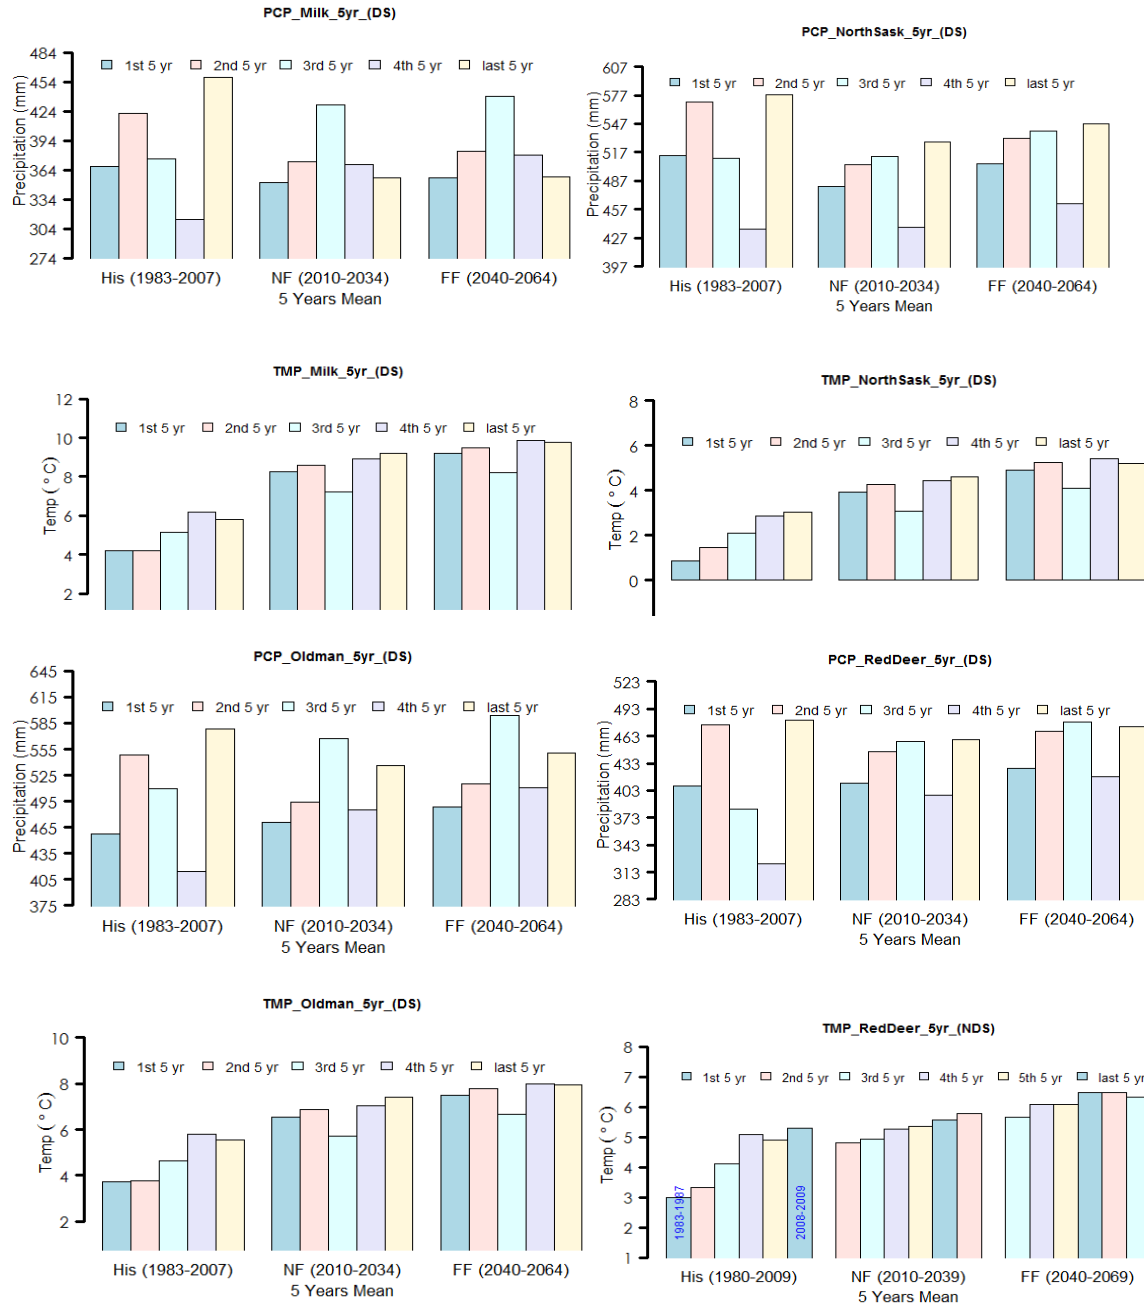 PCP_Milk_5yr_(DS)
484
454
424
394
364
334
304
274
Precipitation (mm)
1st 5 yr 2nd 5 yr 3rd 5 yr 4th 5 yr last 5 yr
His (1983-2007) NF (2010-2034) FF (2040-2064)
5 Years Mean
PCP_NorthSask_5yr_(DS)
607
577
547
517
487
457
427
397
Precipitation (mm)
1st 5 yr 2nd 5 yr 3rd 5 yr 4th 5 yr last 5 yr
His (1983-2007) NF (2010-2034) FF (2040-2064)
5 Years Mean
TMP_Milk_5yr_(DS)
12
10
8
6
4
2
Temp ( ° C)
1st 5 yr 2nd 5 yr 3rd 5 yr 4th 5 yr last 5 yr
TMP_NorthSask_5yr_(DS)
8
6
4
2
0
Temp ( ° C)
1st 5 yr 2nd 5 yr 3rd 5 yr 4th 5 yr last 5 yr
PCP_Oldman_5yr_(DS)
645
615
585
555
525
495
465
435
405
375
Precipitation (mm)
1st 5 yr 2nd 5 yr 3rd 5 yr 4th 5 yr last 5 yr
His (1983-2007) NF (2010-2034) FF (2040-2064)
5 Years Mean
PCP_RedDeer_5yr_(DS)
523
493
463
433
403
373
343
313
283
Precipitation (mm)
1st 5 yr 2nd 5 yr 3rd 5 yr 4th 5 yr last 5 yr
His (1983-2007) NF (2010-2034) FF (2040-2064)
5 Years Mean
TMP_Oldman_5yr_(DS)
10
8
6
4
2
Temp ( ° C)
1st 5 yr 2nd 5 yr 3rd 5 yr 4th 5 yr last 5 yr
His (1983-2007) NF (2010-2034) FF (2040-2064)
5 Years Mean
TMP_RedDeer_5yr_(NDS)
8
7
6
5
4
3
2
1
Temp ( ° C)
1st 5 yr 2nd 5 yr 3rd 5 yr 4th 5 yr 5th 5 yr last 5 yr
1983-1987
2008-2009
His (1980-2009) NF (2010-2039) FF (2040-2069)
5 Years Mean